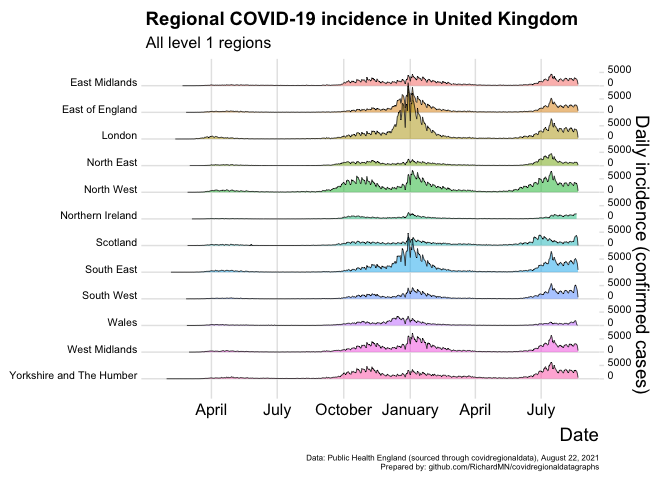 Regional COVID-19 incidence in United Kingdom
All level 1 regions
East Midlands
5000
0
East of England
5000
0
London
5000
0
North East
5000
0
North West
5000
0
Northern Ireland
5000
0
Scotland
5000
0
South East
5000
0
South West
5000
0
Wales
5000
0
West Midlands
5000
0
Yorkshire and The Humber
5000
0
Daily incidence (confirmed cases)
April July October January April July
Date
Data: Public Health England (sourced through covidregionaldata), August 22, 2021
Prepared by: github.com/RichardMN/covidregionaldatagraphs